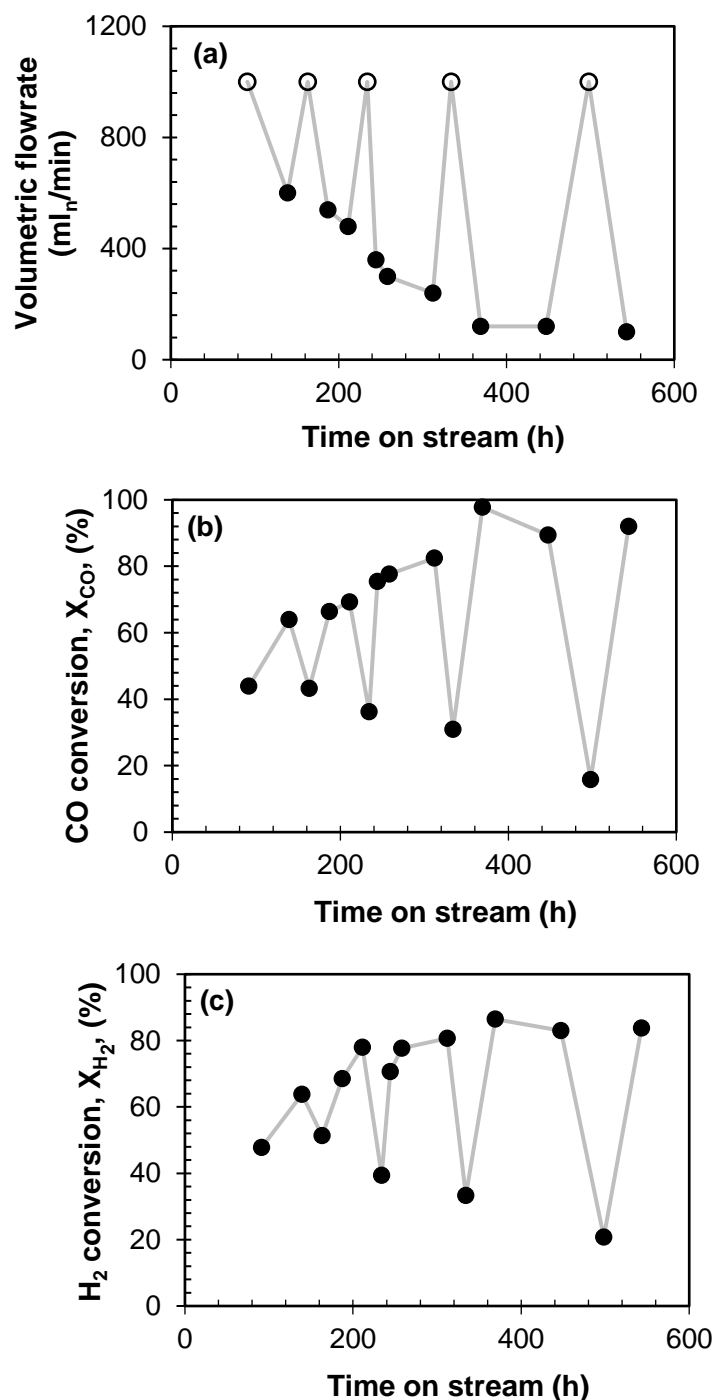 (a)
1200
800
400
0
0 200 400 600
Volumetric flowrate
(mlₙ/min)
Time on stream (h)
(b)
100
80
60
40
20
0
0 200 400 600
CO conversion, X_CO, (%)
Time on stream (h)
(c)
100
80
60
40
20
0
0 200 400 600
H₂ conversion, X_H₂, (%)
Time on stream (h)